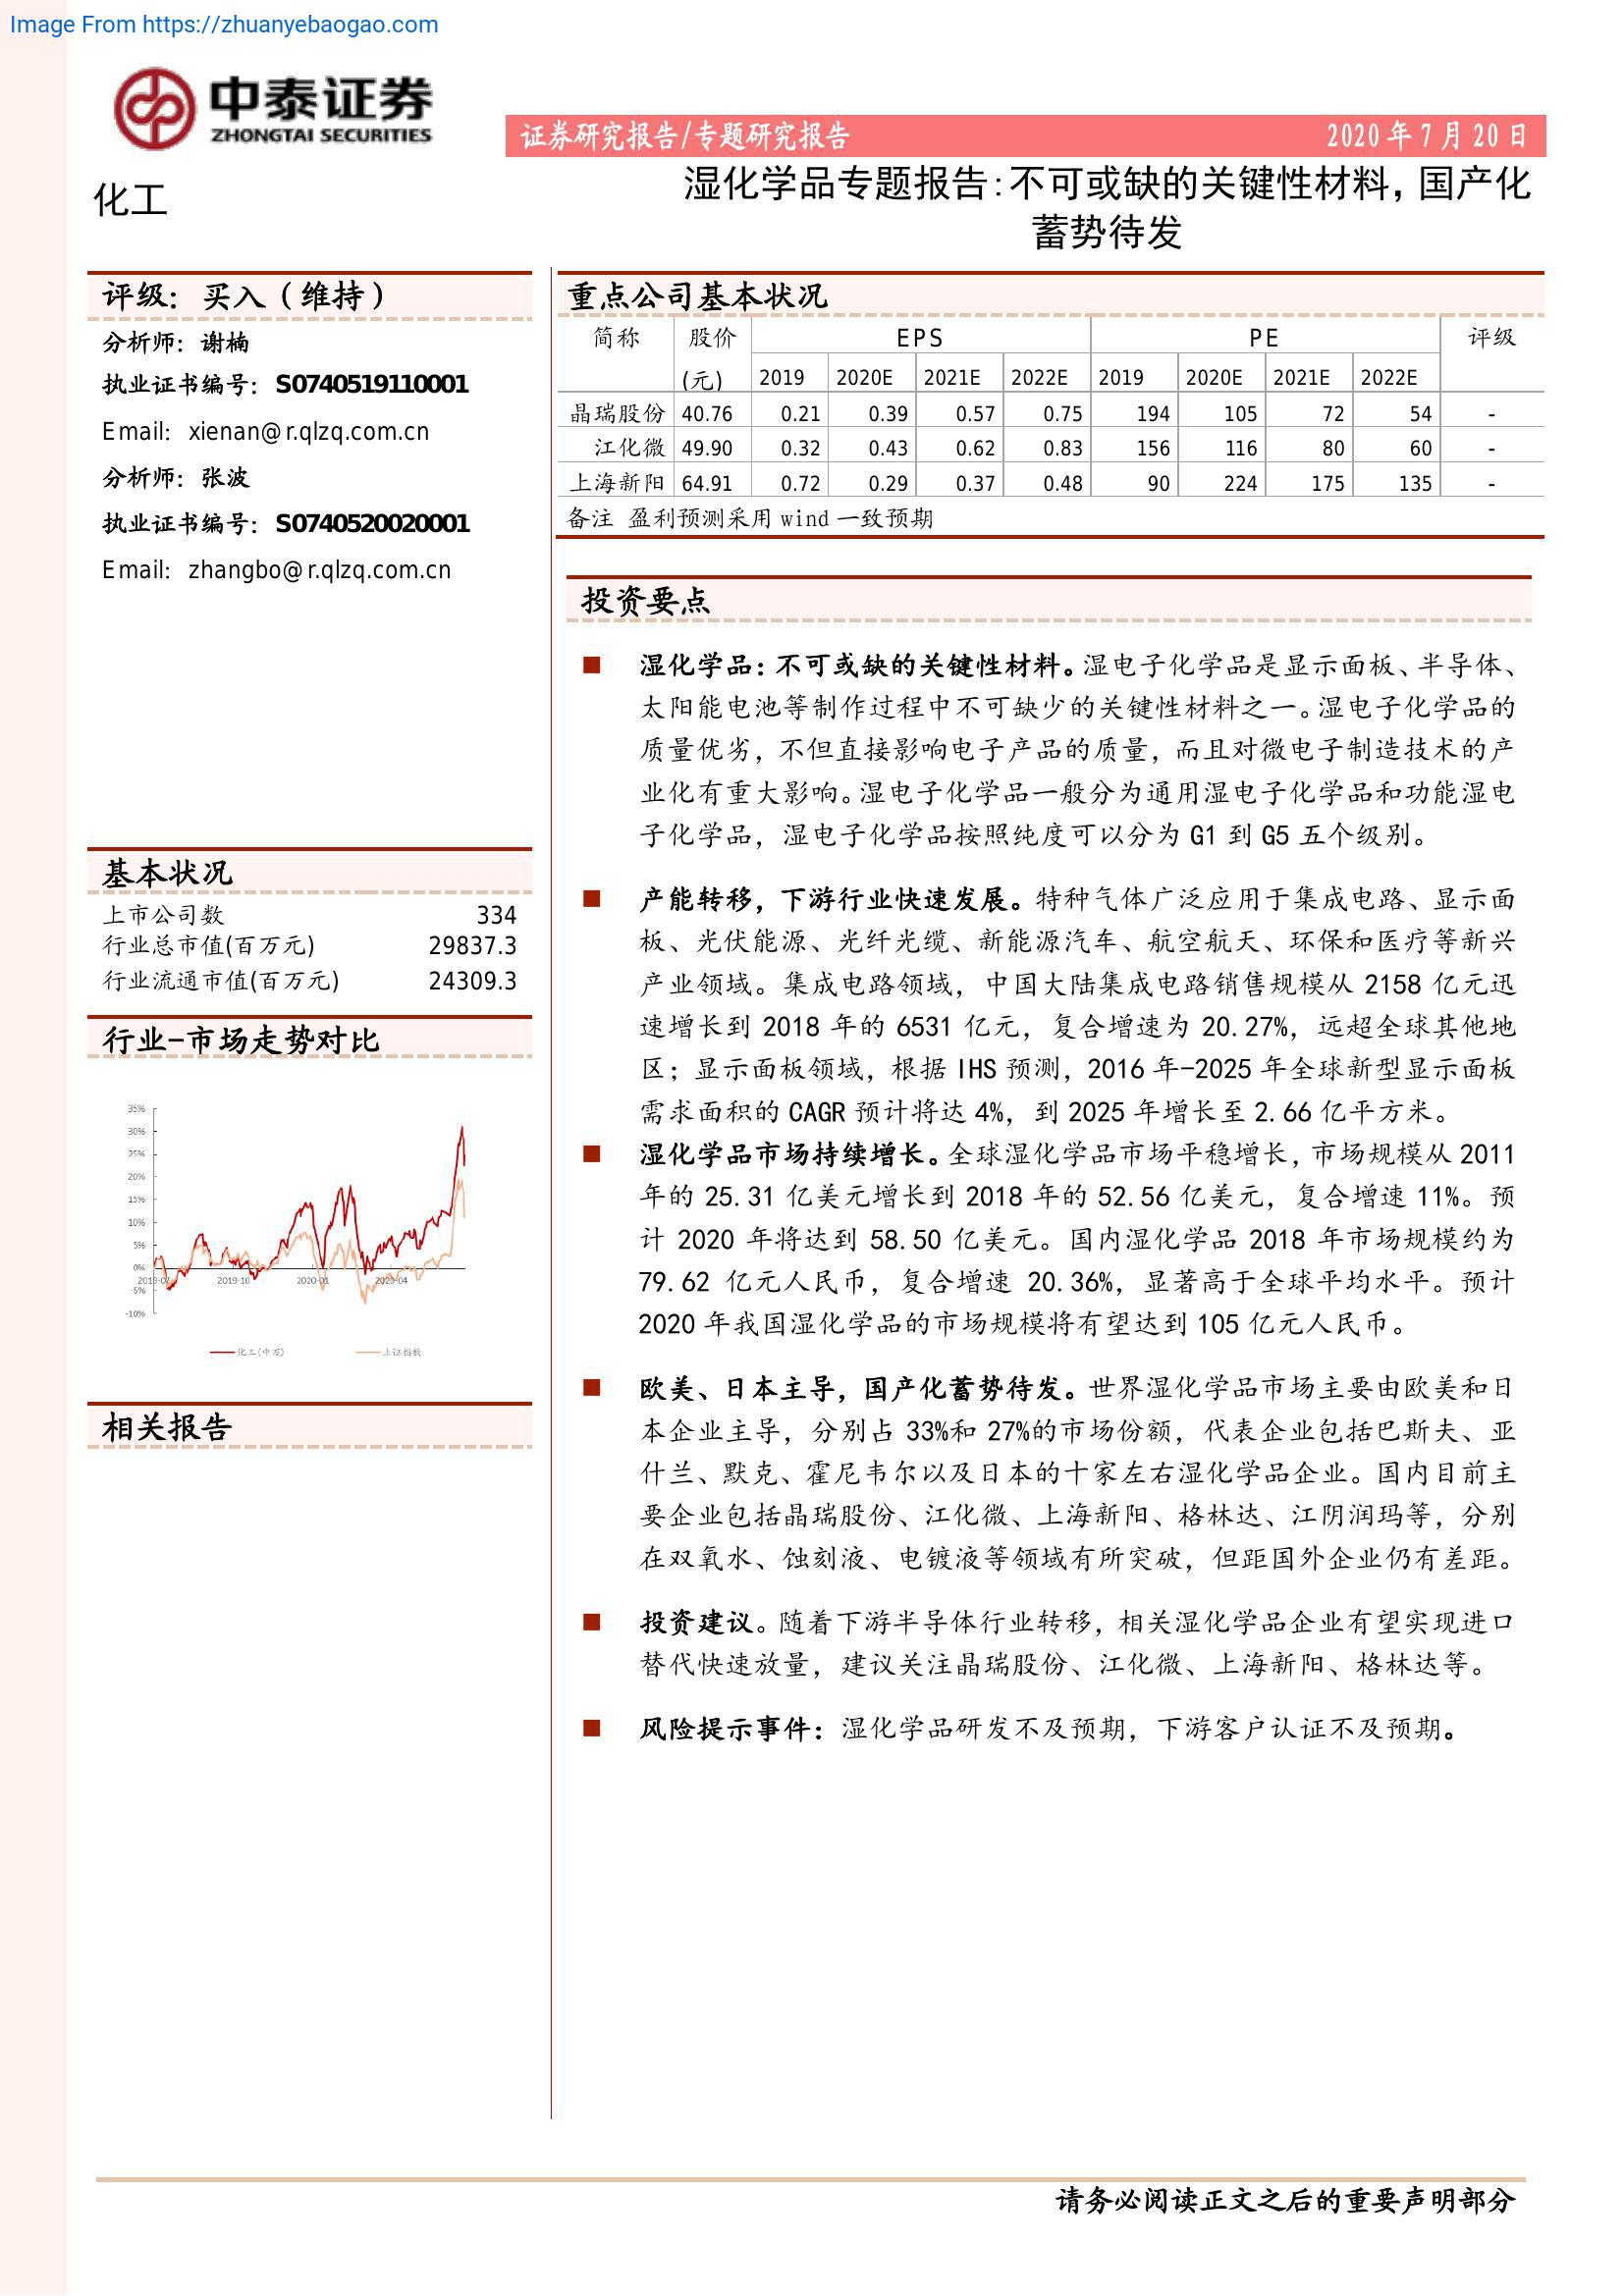 Image From https://zhuanyebaogao.com
中泰证券
ZHONGTAI SECURITIES
证券研究报告/专题研究报告 2020 年 7 月 20 日
化工
湿化学品专题报告:不可或缺的关键性材料，国产化
蓄势待发
评级：买入（维持）
分析师：谢楠
执业证书编号：S0740519110001
Email：xienan@r.qlzq.com.cn
分析师：张波
执业证书编号：S0740520020001
Email：zhangbo@r.qlzq.com.cn
基本状况
上市公司数 334
行业总市值(百万元) 29837.3
行业流通市值(百万元) 24309.3
行业-市场走势对比
35%
30%
25%
20%
15%
10%
5%
0%
-5%
-10%
2019-07 2019-10 2020-01 2020-04
化工(申万) 上证指数
相关报告
重点公司基本状况
简称 股价 EPS PE 评级
(元) 2019 2020E 2021E 2022E 2019 2020E 2021E 2022E
晶瑞股份 40.76 0.21 0.39 0.57 0.75 194 105 72 54 -
江化微 49.90 0.32 0.43 0.62 0.83 156 116 80 60 -
上海新阳 64.91 0.72 0.29 0.37 0.48 90 224 175 135 -
备注 盈利预测采用 wind 一致预期
投资要点
■ 湿化学品：不可或缺的关键性材料。湿电子化学品是显示面板、半导体、
太阳能电池等制作过程中不可缺少的关键性材料之一。湿电子化学品的
质量优劣，不但直接影响电子产品的质量，而且对微电子制造技术的产
业化有重大影响。湿电子化学品一般分为通用湿电子化学品和功能湿电
子化学品，湿电子化学品按照纯度可以分为 G1 到 G5 五个级别。
■ 产能转移，下游行业快速发展。特种气体广泛应用于集成电路、显示面
板、光伏能源、光纤光缆、新能源汽车、航空航天、环保和医疗等新兴
产业领域。集成电路领域，中国大陆集成电路销售规模从 2158 亿元迅
速增长到 2018 年的 6531 亿元，复合增速为 20.27%，远超全球其他地
区；显示面板领域，根据 IHS 预测，2016 年-2025 年全球新型显示面板
需求面积的 CAGR 预计将达 4%，到 2025 年增长至 2.66 亿平方米。
■ 湿化学品市场持续增长。全球湿化学品市场平稳增长，市场规模从 2011
年的 25.31 亿美元增长到 2018 年的 52.56 亿美元，复合增速 11%。预
计 2020 年将达到 58.50 亿美元。国内湿化学品 2018 年市场规模约为
79.62 亿元人民币，复合增速 20.36%，显著高于全球平均水平。预计
2020 年我国湿化学品的市场规模将有望达到 105 亿元人民币。
■ 欧美、日本主导，国产化蓄势待发。世界湿化学品市场主要由欧美和日
本企业主导，分别占 33%和 27%的市场份额，代表企业包括巴斯夫、亚
什兰、默克、霍尼韦尔以及日本的十家左右湿化学品企业。国内目前主
要企业包括晶瑞股份、江化微、上海新阳、格林达、江阴润玛等，分别
在双氧水、蚀刻液、电镀液等领域有所突破，但距国外企业仍有差距。
■ 投资建议。随着下游半导体行业转移，相关湿化学品企业有望实现进口
替代快速放量，建议关注晶瑞股份、江化微、上海新阳、格林达等。
■ 风险提示事件：湿化学品研发不及预期，下游客户认证不及预期。
请务必阅读正文之后的重要声明部分